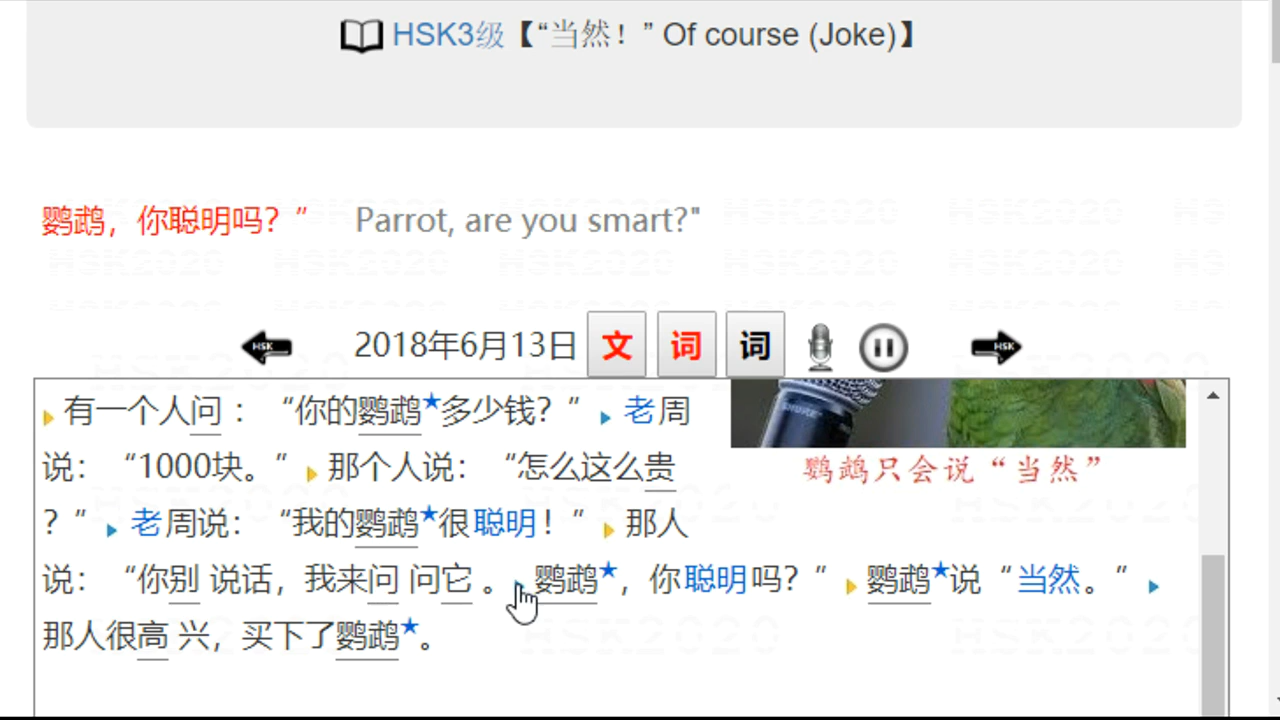 HSK3级【“当然！” Of course (Joke)】
鹦鹉，你聪明吗？” Parrot, are you smart?"
2018年6月13日 文 词 词
有一个人问： “你的鹦鹉★多少钱？” 老周
说： “1000块。” 那个人说： “怎么这么贵
？” 老周说： “我的鹦鹉★很聪明！” 那人
说： “你别 说话，我来问 问它 。 鹦鹉★，你聪明吗？” 鹦鹉★说 “当然。”
那人很高 兴，买下了鹦鹉★。
鹦鹉只会说“当然”